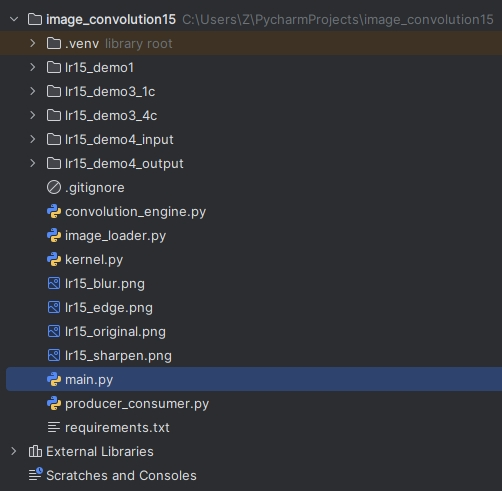 image_convolution15 C:\Users\Z\PycharmProjects\image_convolution15
.venv library root
lr15_demo1
lr15_demo3_1c
lr15_demo3_4c
lr15_demo4_input
lr15_demo4_output
.gitignore
convolution_engine.py
image_loader.py
kernel.py
lr15_blur.png
lr15_edge.png
lr15_original.png
lr15_sharpen.png
main.py
producer_consumer.py
requirements.txt
External Libraries
Scratches and Consoles